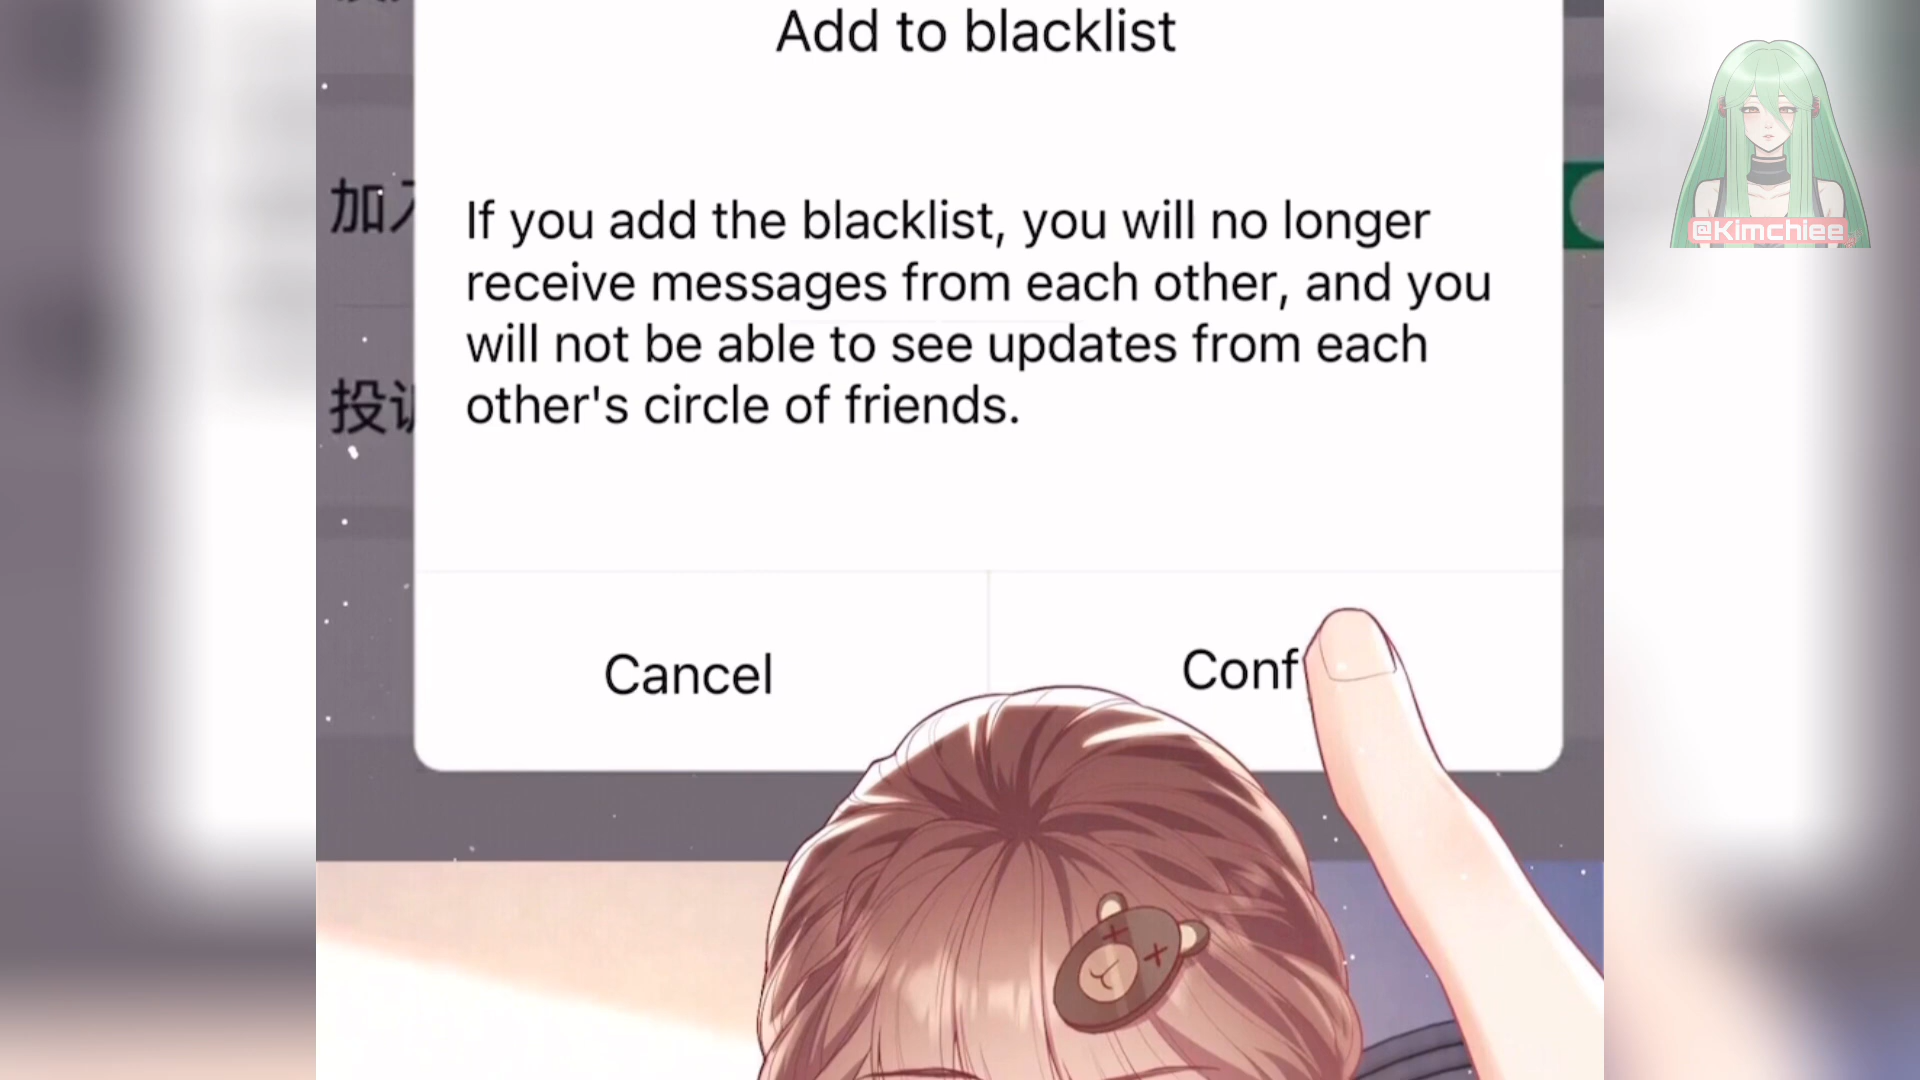 Add to blacklist
@Kimchiee
加
If you add the blacklist, you will no longer
receive messages from each other, and you
will not be able to see updates from each
other's circle of friends.
投
Cancel
Conf